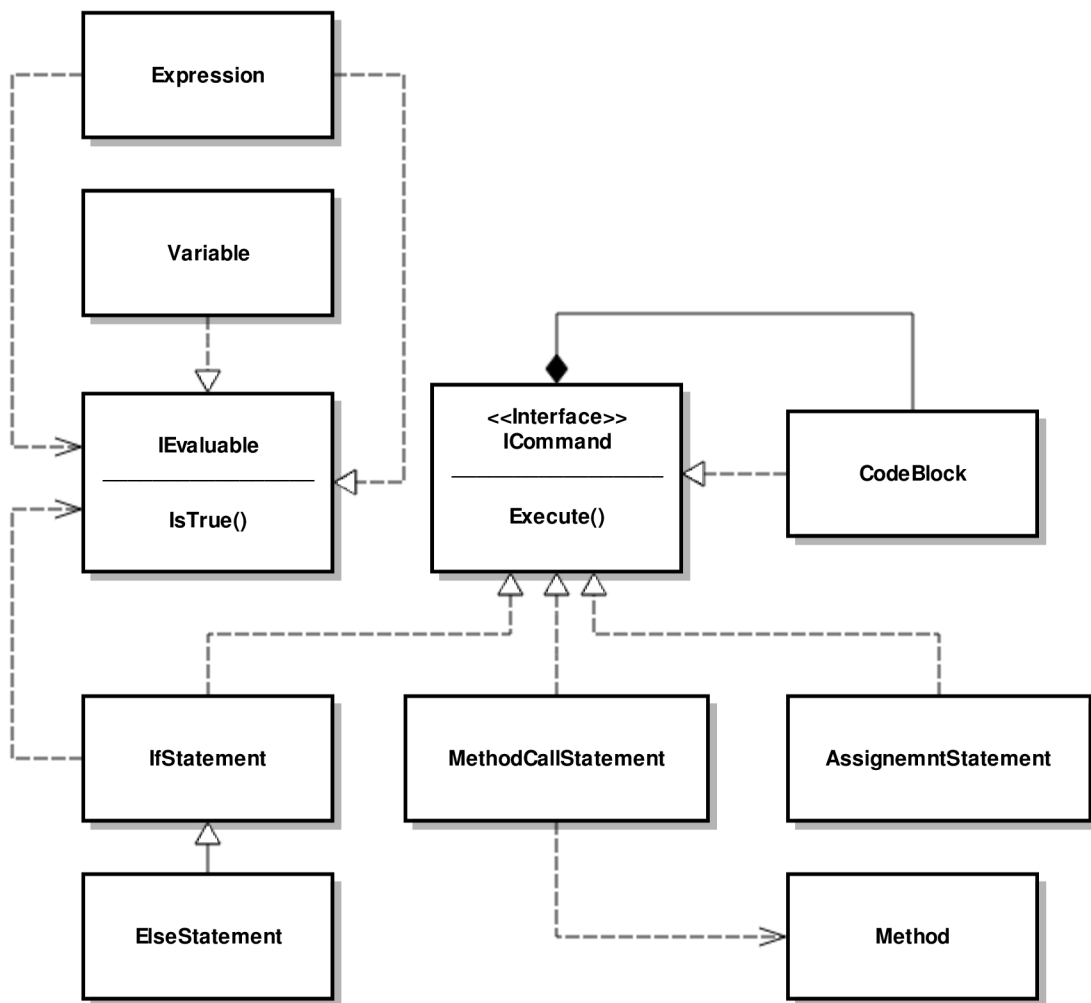 Expression
Variable
IEvaluable
IsTrue()
<<Interface>>
ICommand
Execute()
CodeBlock
IfStatement
MethodCallStatement
AssignemntStatement
ElseStatement
Method